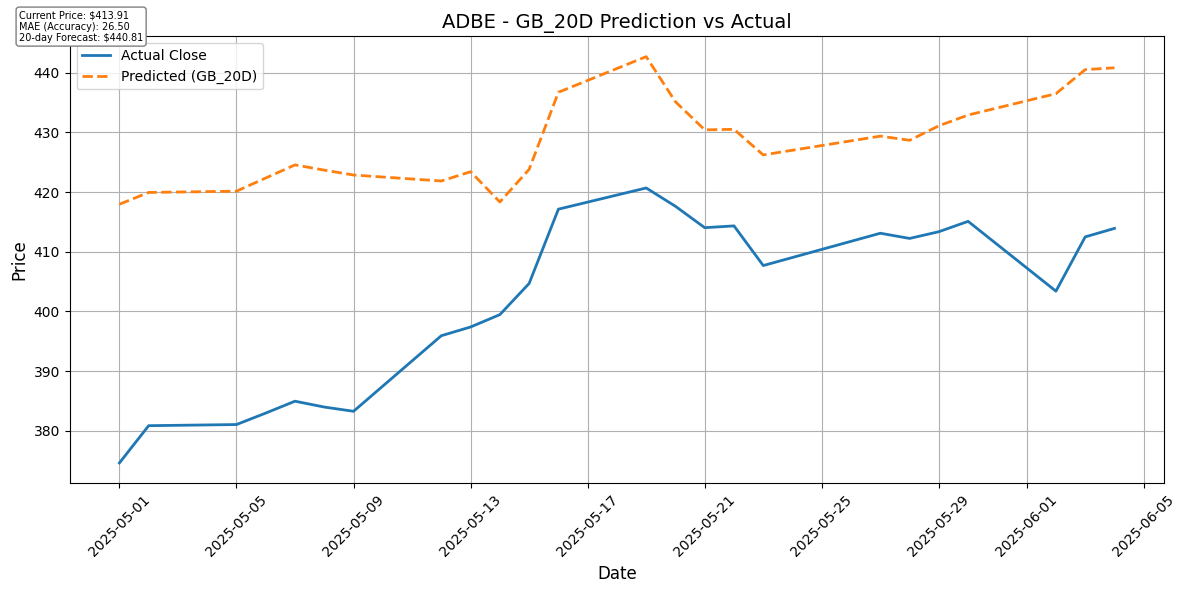 ADBE - GB_20D Prediction vs Actual
Current Price: $413.91
MAE (Accuracy): 26.50
20-day Forecast: $440.81
Actual Close
Predicted (GB_20D)
Price
440
430
420
410
400
390
380
2025-05-01
2025-05-05
2025-05-09
2025-05-13
2025-05-17
2025-05-21
2025-05-25
2025-05-29
2025-06-01
2025-06-05
Date